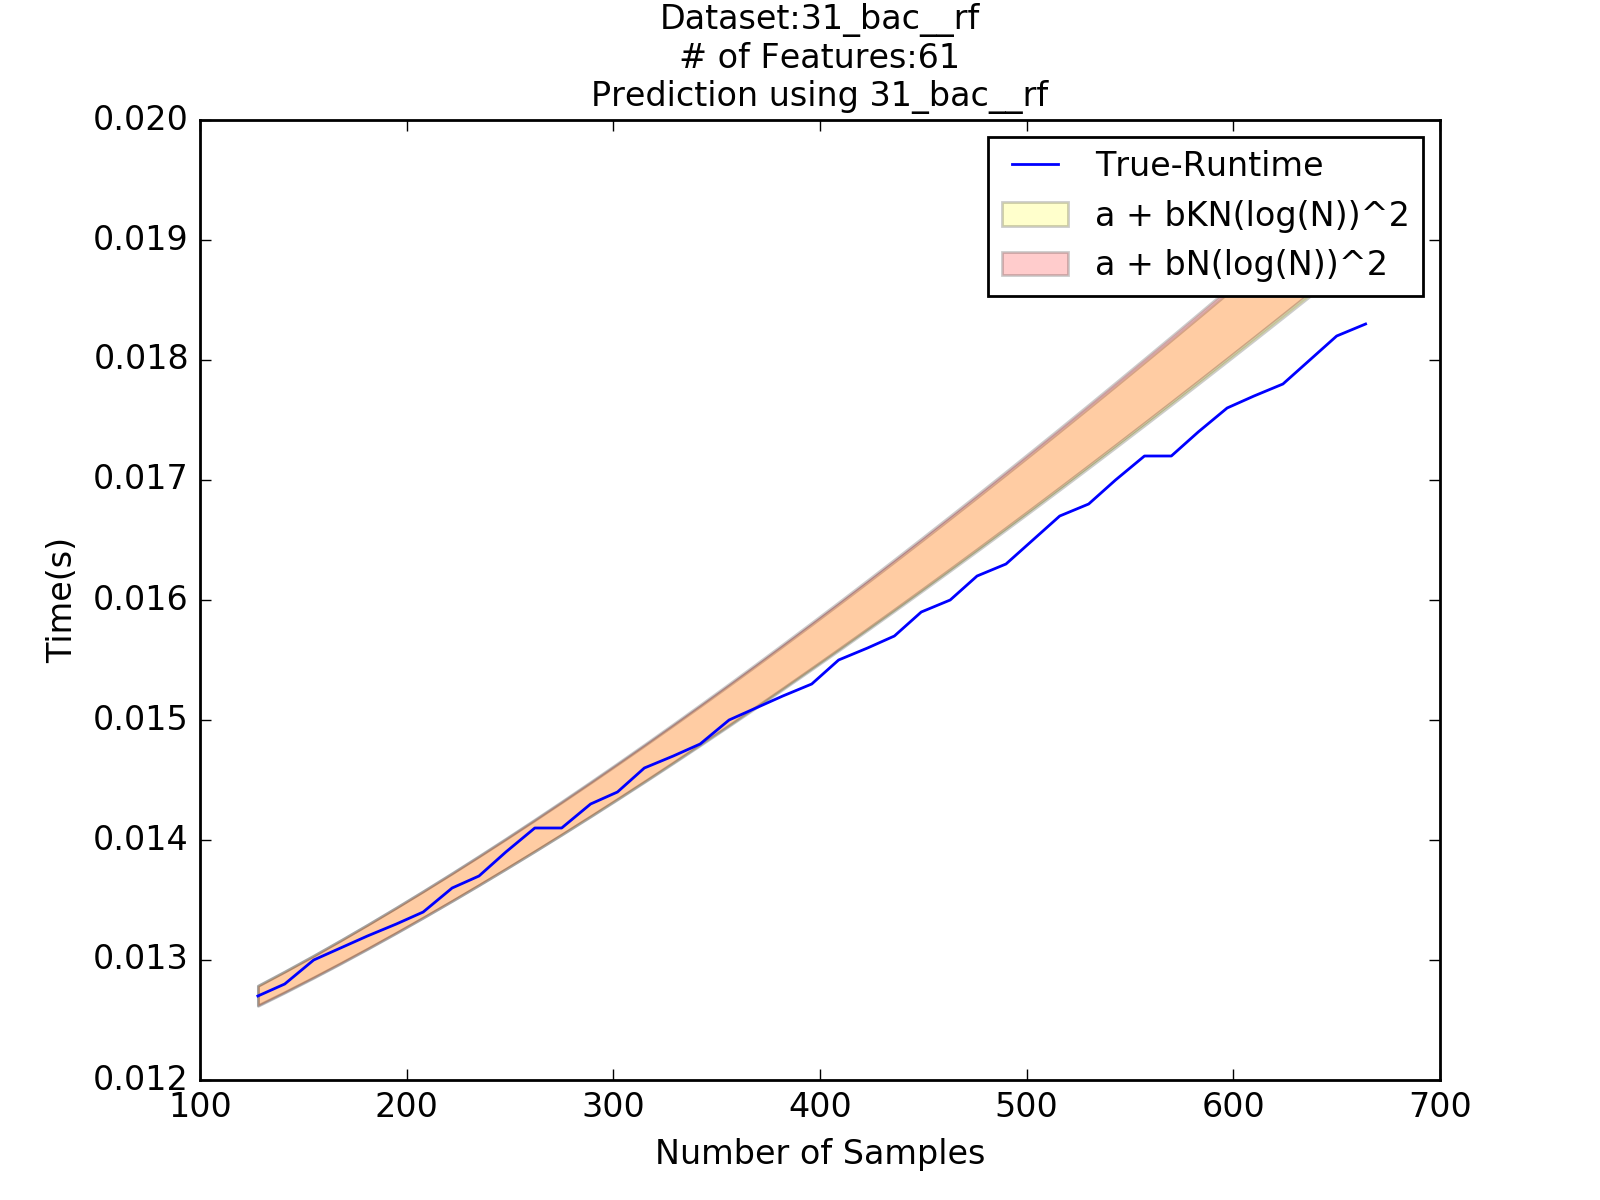 Dataset:31_bac__rf
# of Features:61
Prediction using 31_bac__rf
0.020
0.019
0.018
0.017
0.016
0.015
0.014
0.013
0.012
Time(s)
True-Runtime
a + bKN(log(N))^2
a + bN(log(N))^2
100 200 300 400 500 600 700
Number of Samples